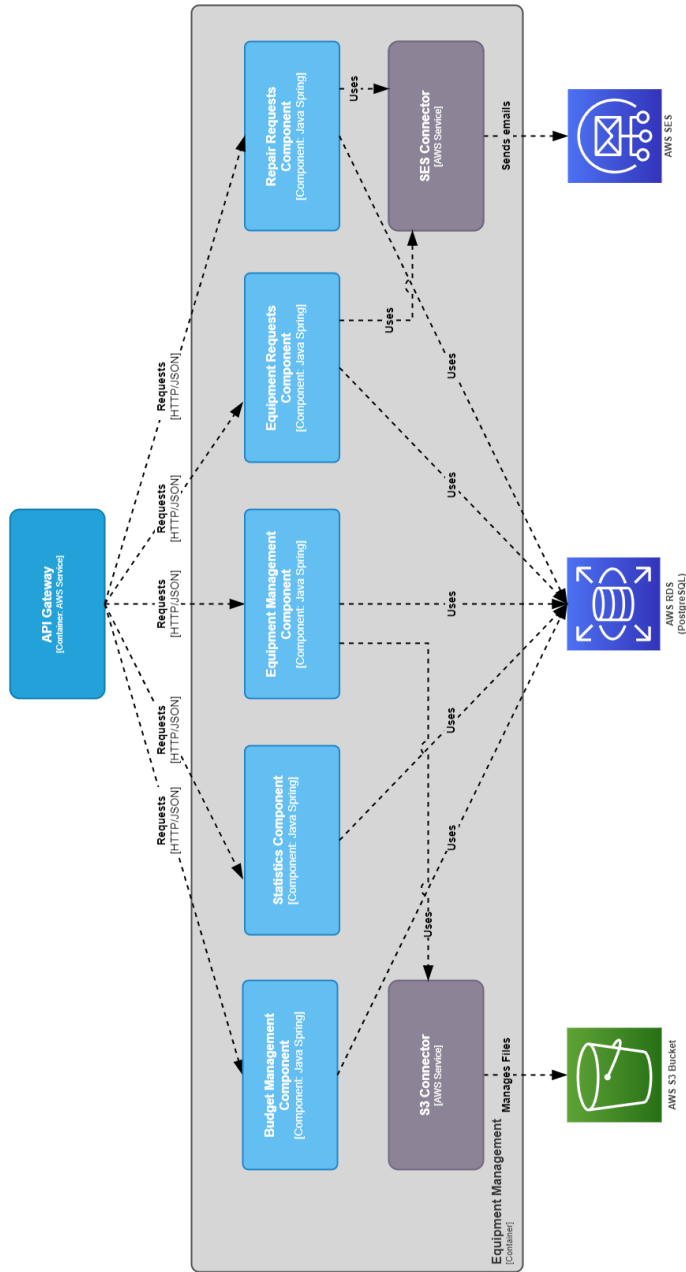 API Gateway
[Container: AWS Service]
Requests
[HTTP/JSON]
Requests
[HTTP/JSON]
Requests
[HTTP/JSON]
Requests
[HTTP/JSON]
Requests
[HTTP/JSON]
Budget Management
Component
[Component: Java Spring]
Statistics Component
[Component: Java Spring]
Equipment Management
Component
[Component: Java Spring]
Equipment Requests
Component
[Component: Java Spring]
Repair Requests
Component
[Component: Java Spring]
Uses
Uses
S3 Connector
[AWS Service]
SES Connector
[AWS Service]
Uses
Uses
Uses
Uses
Uses
Uses
Equipment Management
[Container]
Manages Files
Sends emails
AWS S3 Bucket
AWS RDS
(PostgreSQL)
AWS SES